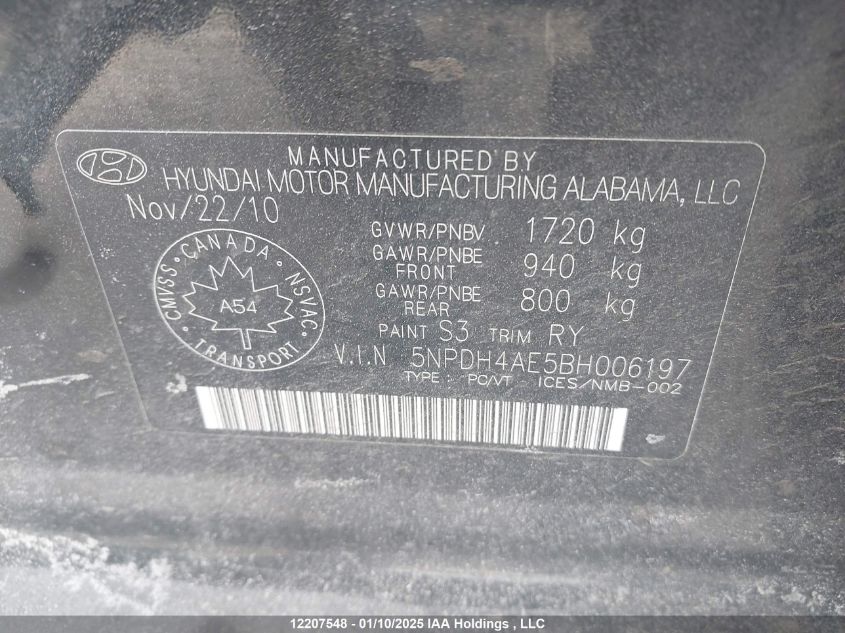 MANUFACTURED BY
HYUNDAI MOTOR MANUFACTURING ALABAMA, LLC
Nov/22/10
GVWR/PNBV 1720 kg
GAWR/PNBE FRONT 940 kg
GAWR/PNBE REAR 800 kg
CANADA
CMVSS NSVAC
A54
TRANSPORT
PAINT S3 TRIM RY
V.I.N 5NPDH4AE5BH006197
TYPE: PC/VT ICES/NMB-002
12207548 - 01/10/2025 IAA Holdings , LLC